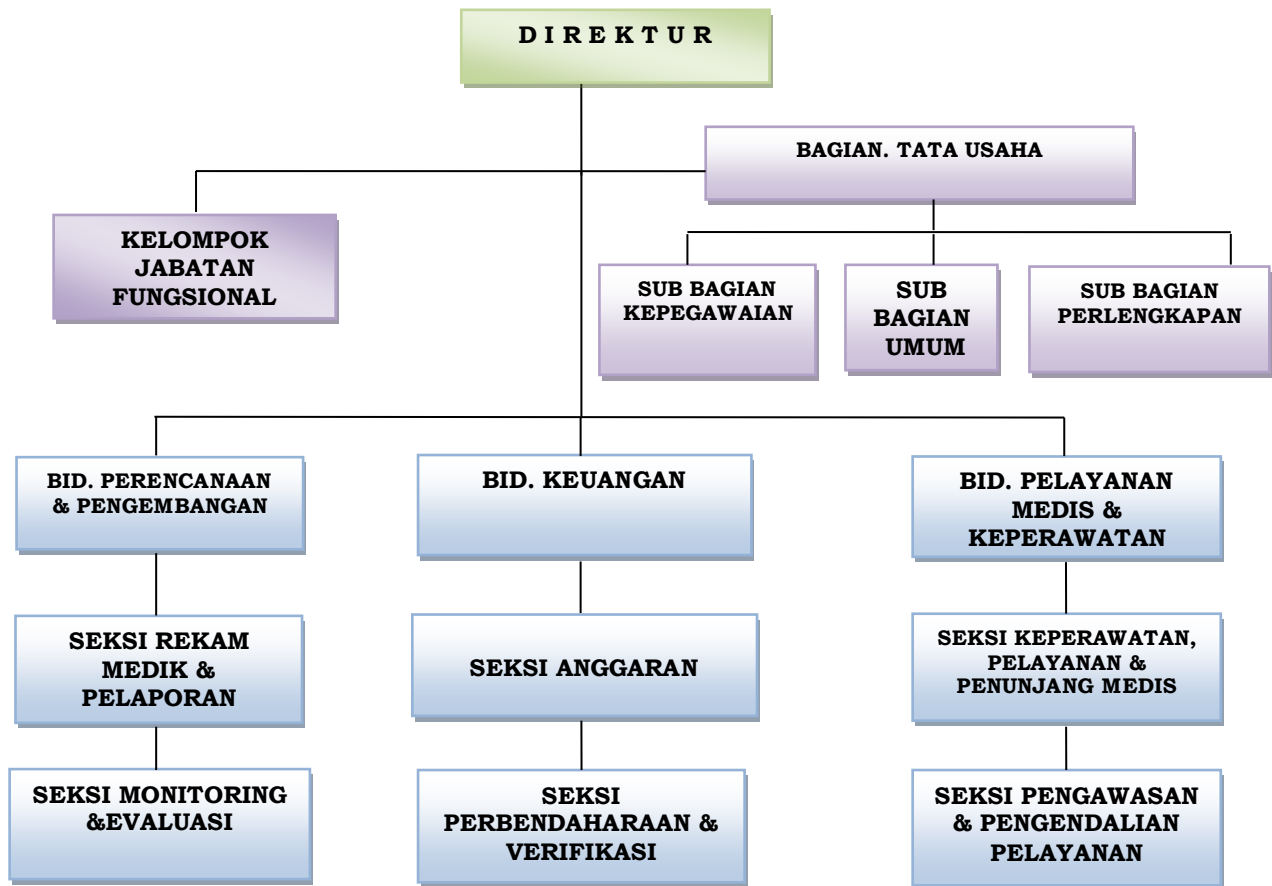 D I R E K T U R
BAGIAN. TATA USAHA
KELOMPOK
JABATAN
FUNGSIONAL
SUB BAGIAN
KEPEGAWAIAN
SUB
BAGIAN
UMUM
SUB BAGIAN
PERLENGKAPAN
BID. PERENCANAAN
& PENGEMBANGAN
BID. KEUANGAN
BID. PELAYANAN
MEDIS &
KEPERAWATAN
SEKSI REKAM
MEDIK &
PELAPORAN
SEKSI ANGGARAN
SEKSI KEPERAWATAN,
PELAYANAN &
PENUNJANG MEDIS
SEKSI MONITORING
&EVALUASI
SEKSI
PERBENDAHARAAN &
VERIFIKASI
SEKSI PENGAWASAN
& PENGENDALIAN
PELAYANAN